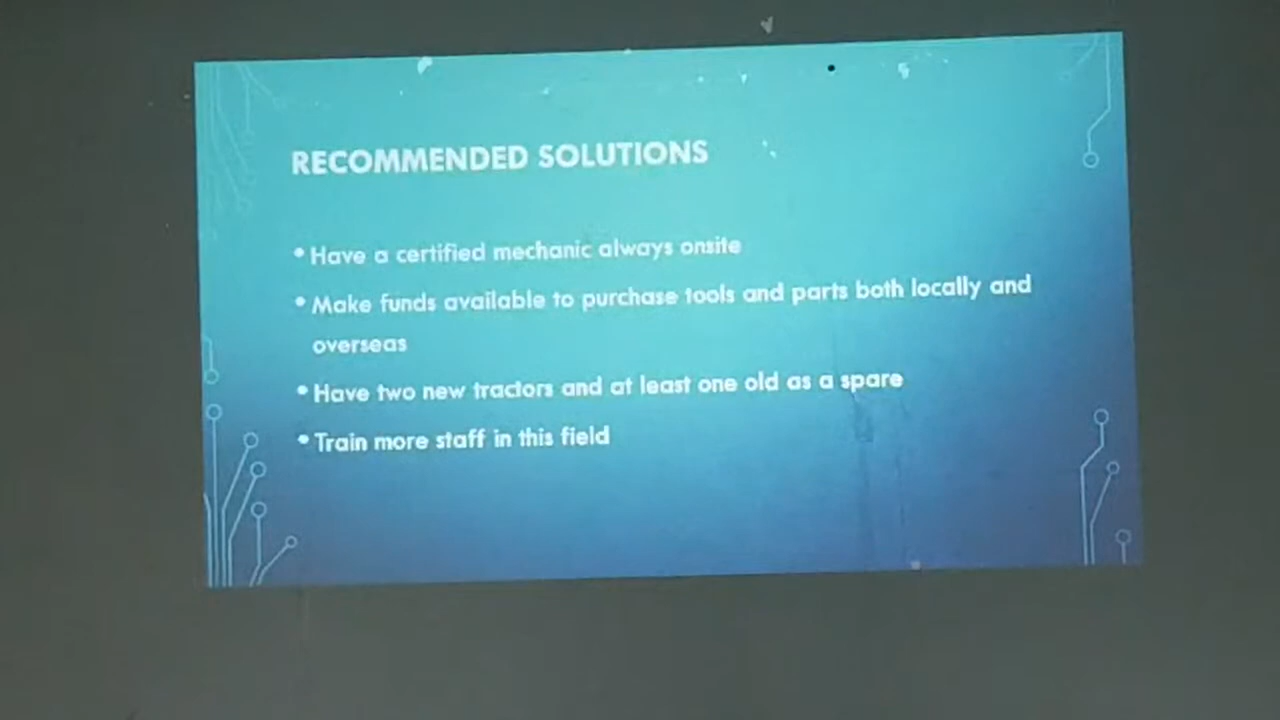 RECOMMENDED SOLUTIONS
• Have a certified mechanic always onsite
• Make funds available to purchase tools and parts both locally and
overseas
• Have two new tractors and at least one old as a spare
• Train more staff in this field